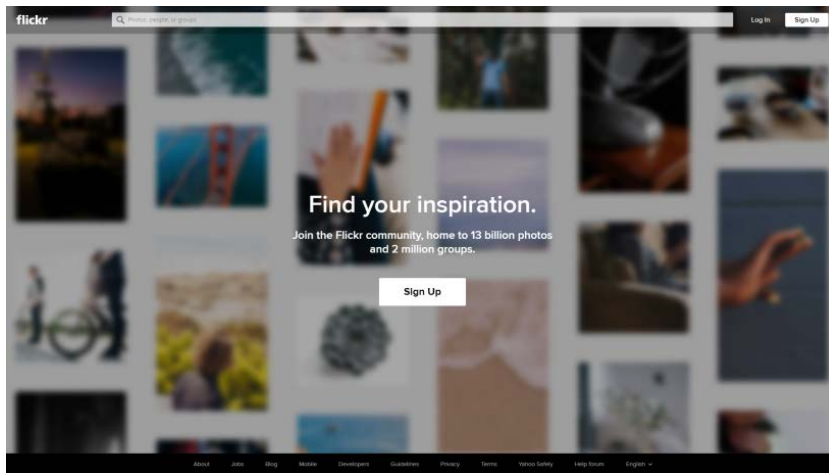 flickr
Photos, people, or groups
Log In
Sign Up
Find your inspiration.
Join the Flickr community, home to 13 billion photos
and 2 million groups.
Sign Up
About Jobs Blog Mobile Developers Guidelines Privacy Terms Yahoo Safety Help forum English